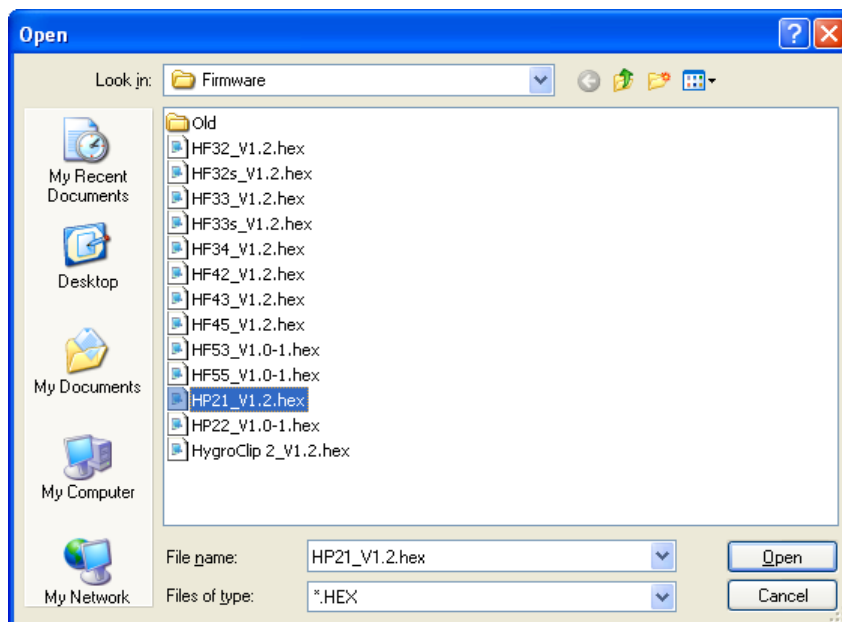 Open
Look in: Firmware
Old
HF32_V1.2.hex
HF32s_V1.2.hex
HF33_V1.2.hex
HF33s_V1.2.hex
HF34_V1.2.hex
HF42_V1.2.hex
HF43_V1.2.hex
HF45_V1.2.hex
HF53_V1.0-1.hex
HF55_V1.0-1.hex
HP21_V1.2.hex
HP22_V1.0-1.hex
HygroClip 2_V1.2.hex
My Recent
Documents
Desktop
My Documents
My Computer
My Network
File name: HP21_V1.2.hex Open
Files of type: *.HEX Cancel